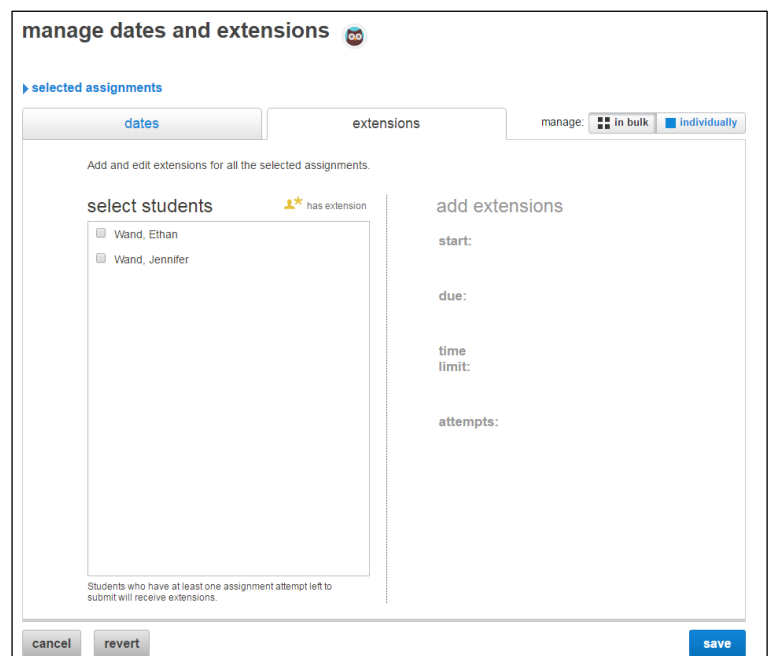 manage dates and extensions
selected assignments
dates
extensions
manage:
in bulk
individually
Add and edit extensions for all the selected assignments.
select students
has extension
Wand, Ethan
Wand, Jennifer
Students who have at least one assignment attempt left to
submit will receive extensions.
add extensions
start:
due:
time
limit:
attempts:
cancel
revert
save